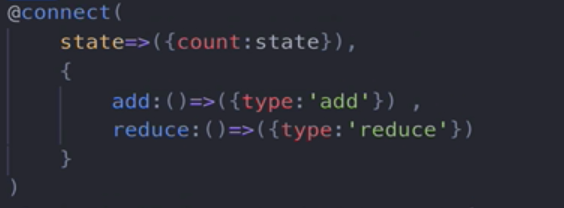 @connect(
    state=>({count:state}),
    {
        add:()=>({type:'add'}) ,
        reduce:()=>({type:'reduce'})
    }
)